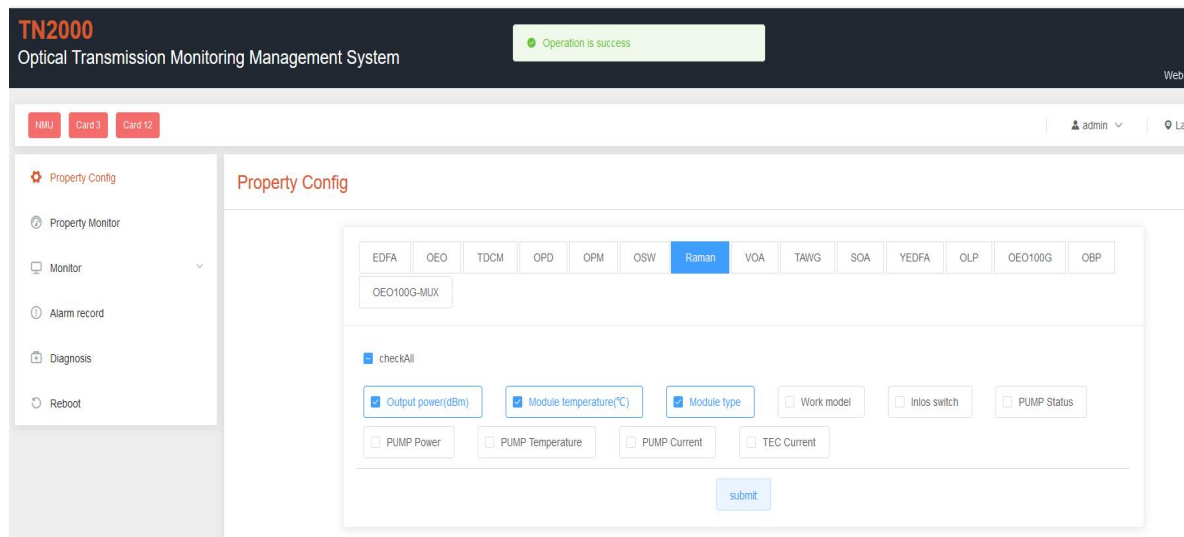 TN2000
Optical Transmission Monitoring Management System
Operation is success
Web
NMU Card 3 Card 12
admin
La
Property Config
Property Monitor
Monitor
Alarm record
Diagnosis
Reboot
Property Config
EDFA OEO TDCM OPD OPM OSW Raman VOA TAWG SOA YEDFA OLP OEO100G OBP
OEO100G-MUX
checkAll
Output power(dBm) Module temperature(℃) Module type Work model Inlos switch PUMP Status
PUMP Power PUMP Temperature PUMP Current TEC Current
submit